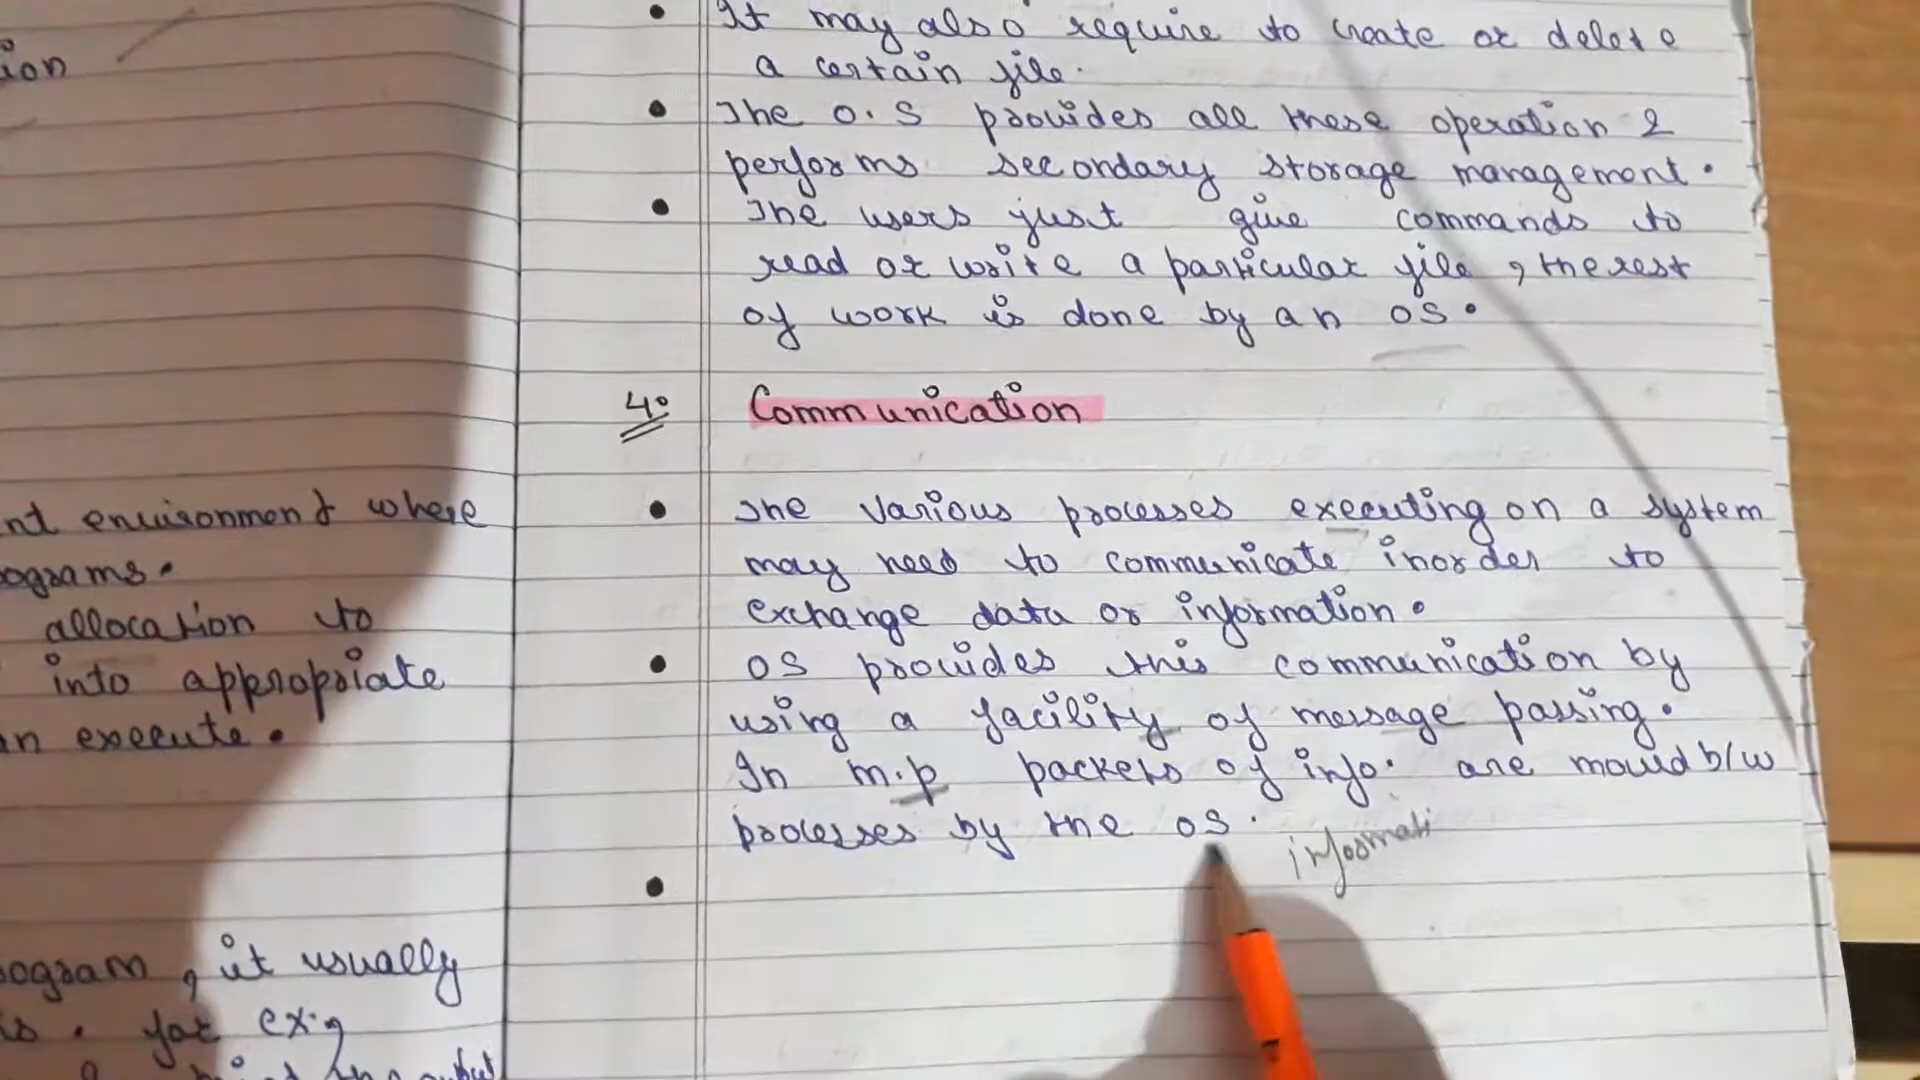 ion
nt environment where
ograms.
allocation to
into appropriate
an execute.
ogram, it usually
is. for ex.,
• It may also require to create or delete
a certain file.
• The O.S provides all these operation &
performs secondary storage management.
• The users just give commands to
read or write a particular file, the rest
of work is done by an OS.
4. Communication
• The various processes executing on a system
may need to communicate inorder to
exchange data or information.
• OS provides this communication by
using a facility of message passing.
In m.p packets of info. are moved b/w
processes by the OS.
informati
•